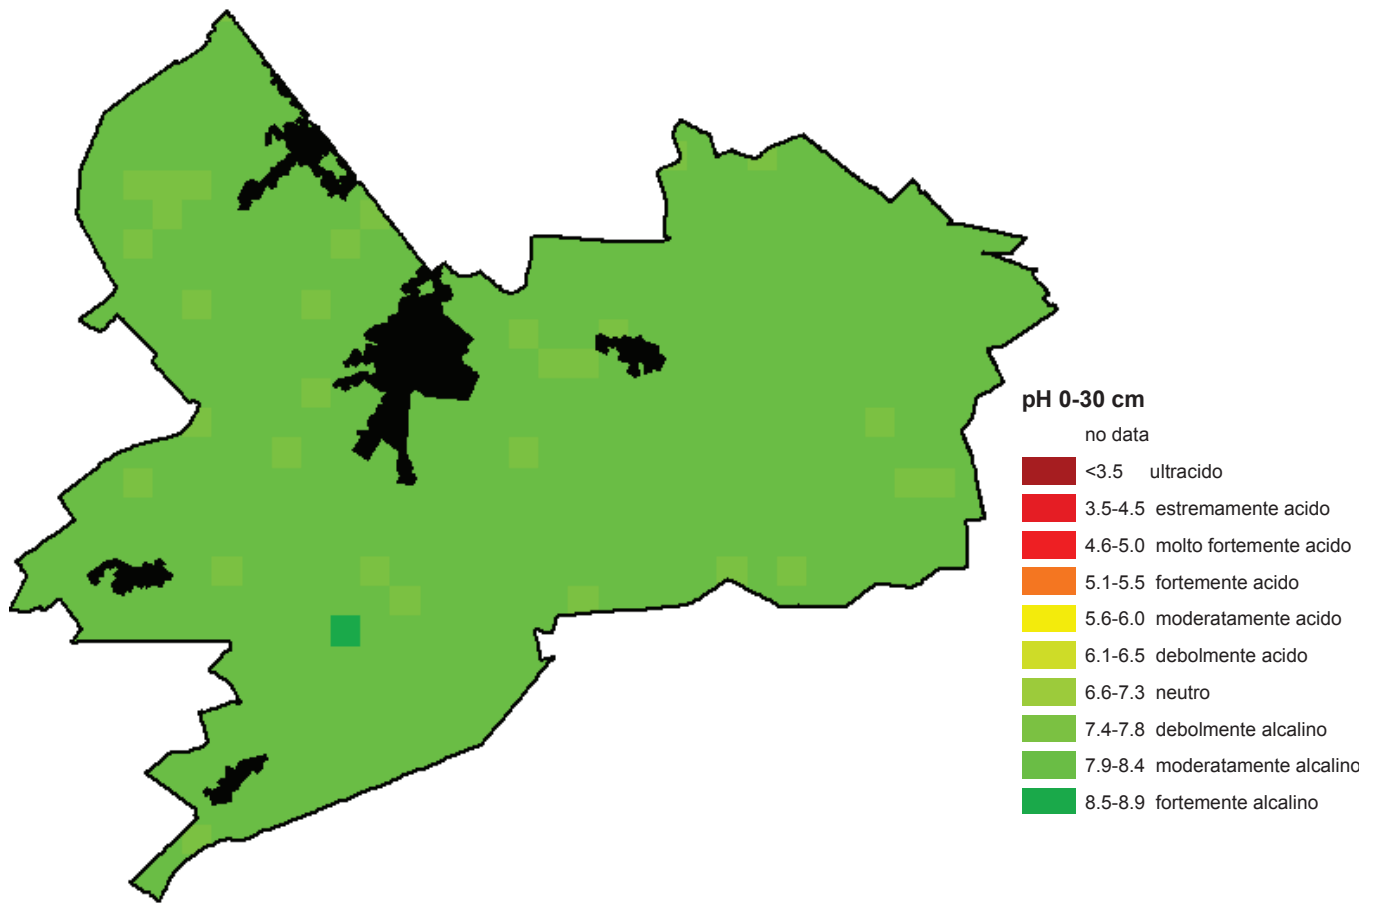 pH 0-30 cm
no data
<3.5 ultracido
3.5-4.5 estremamente acido
4.6-5.0 molto fortemente acido
5.1-5.5 fortemente acido
5.6-6.0 moderatamente acido
6.1-6.5 debolmente acido
6.6-7.3 neutro
7.4-7.8 debolmente alcalino
7.9-8.4 moderatamente alcalino
8.5-8.9 fortemente alcalino